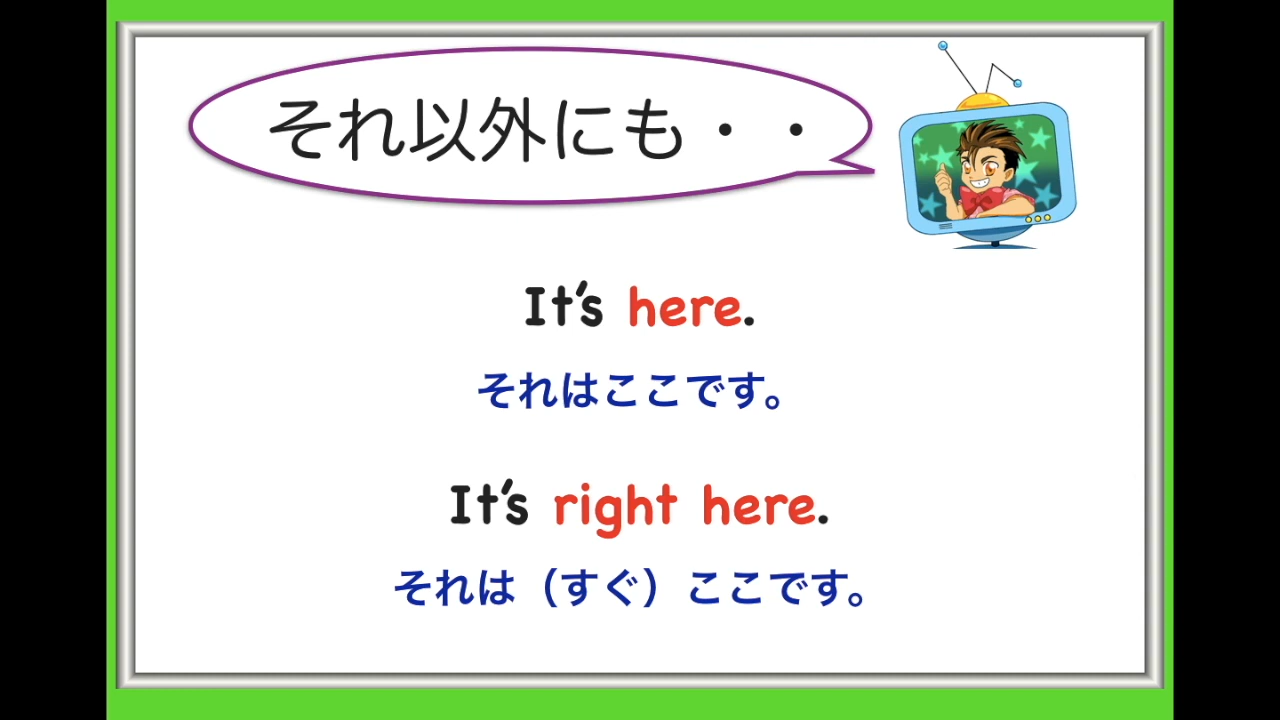 それ以外にも・・
It's here.
それはここです。
It's right here.
それは（すぐ）ここです。